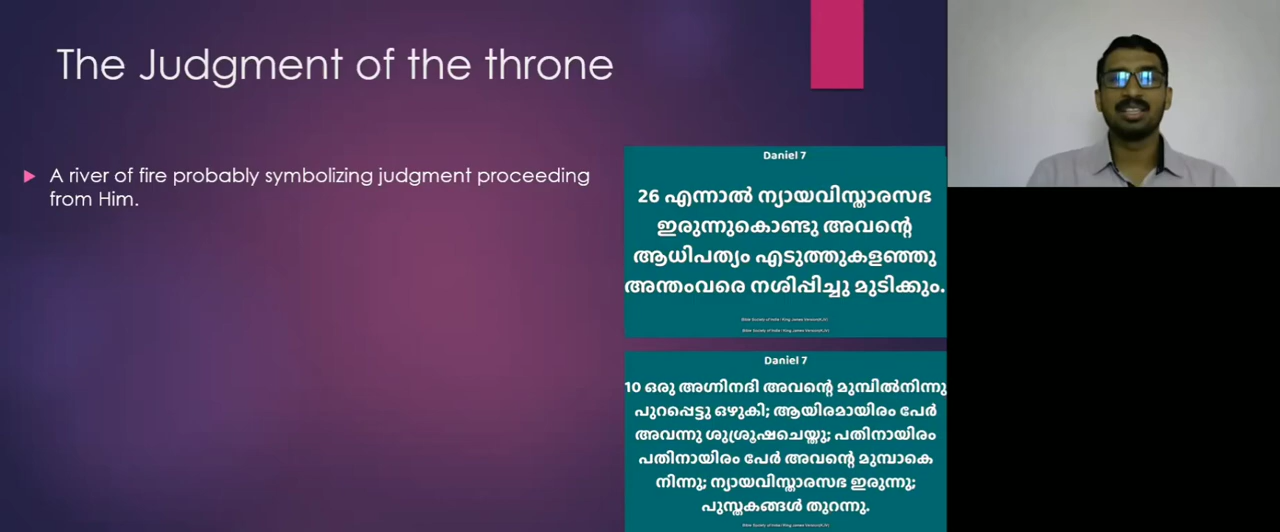 The Judgment of the throne
A river of fire probably symbolizing judgment proceeding
from Him.
Daniel 7
26 എന്നാൽ ന്യായവിസ്താരസഭ
ഇരുന്നുകൊണ്ടു അവന്റെ
ആധിപത്യം എടുത്തുകളഞ്ഞു
അന്തംവരെ നശിപ്പിച്ചു മുടിക്കും.
Daniel 7
10 ഒരു അഗ്നിനദി അവന്റെ മുമ്പിൽനിന്നു
പുറപ്പെട്ടു ഒഴുകി; ആയിരമായിരം പേർ
അവന്നു ശുശ്രൂഷചെയ്തു; പതിനായിരം
പതിനായിരം പേർ അവന്റെ മുമ്പാകെ
നിന്നു; ന്യായവിസ്താരസഭ ഇരുന്നു;
പുസ്തകങ്ങൾ തുറന്നു.